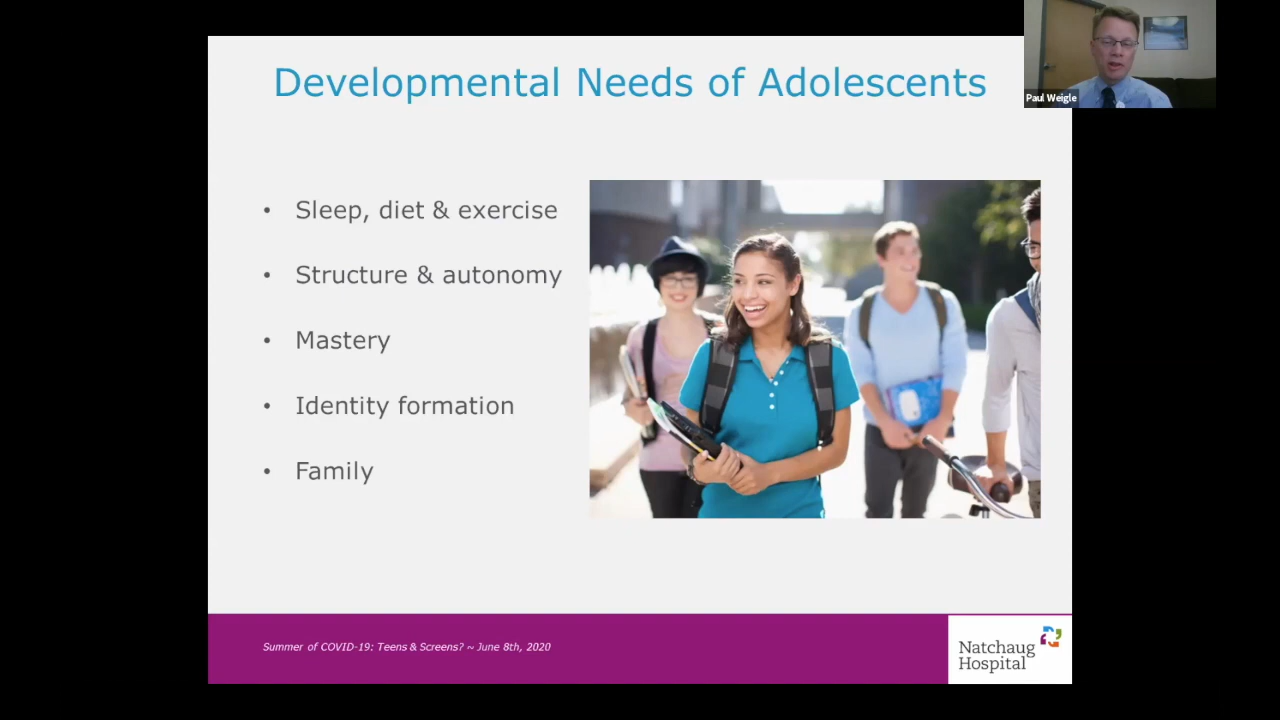 Developmental Needs of Adolescents
Paul Weigle
• Sleep, diet & exercise
• Structure & autonomy
• Mastery
• Identity formation
• Family
Summer of COVID-19: Teens & Screens? ~ June 8th, 2020
Natchaug
Hospital